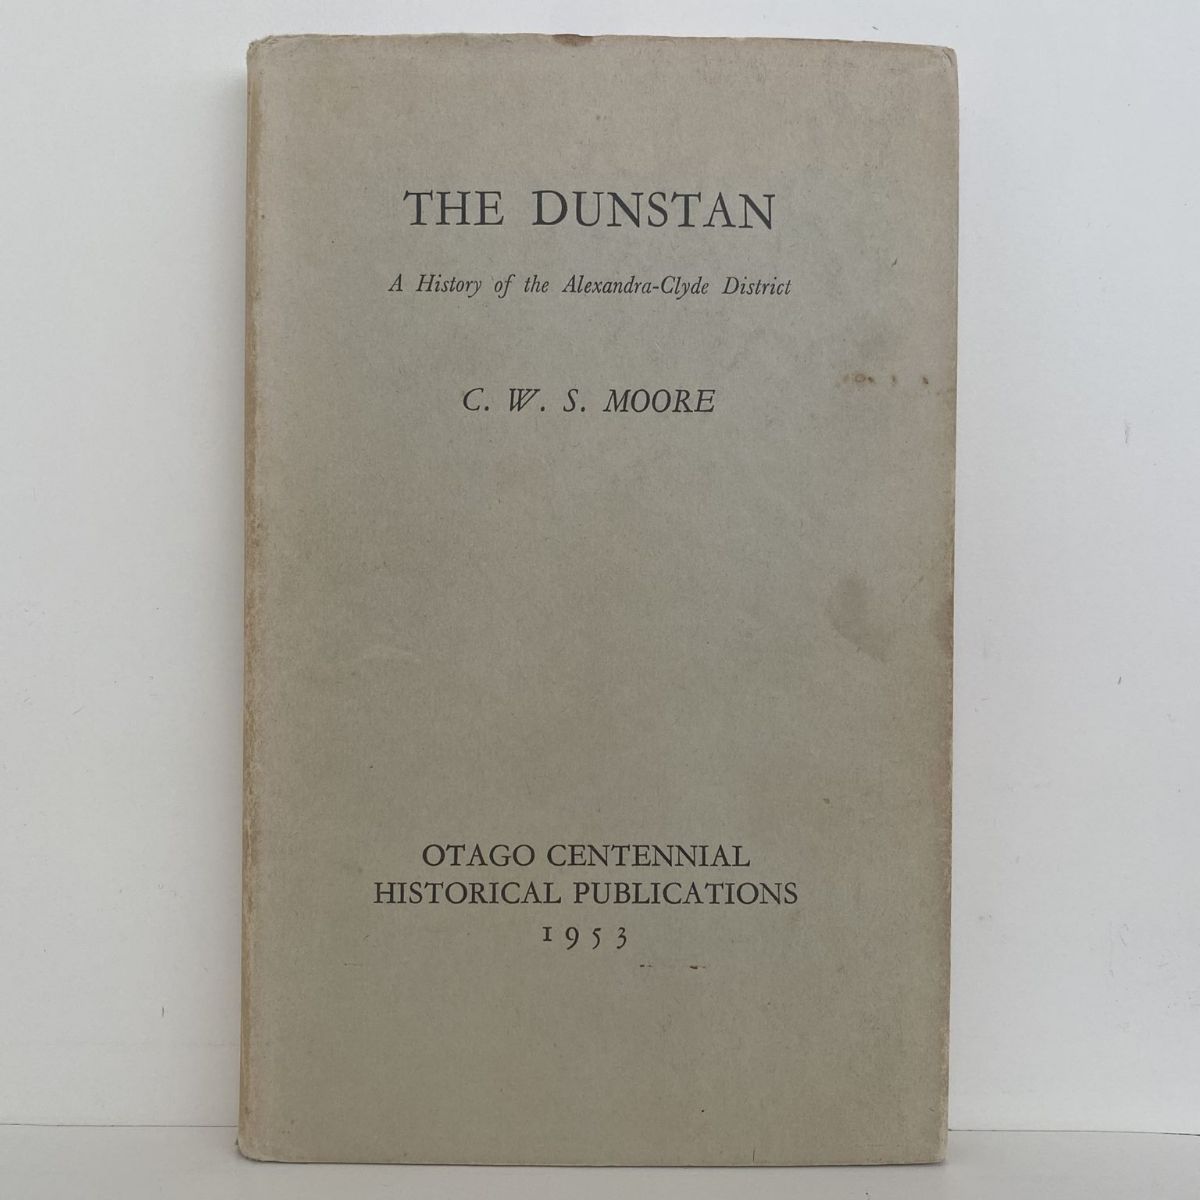 THE DUNSTAN
A History of the Alexandra-Clyde District
C. W. S. MOORE
OTAGO CENTENNIAL
HISTORICAL PUBLICATIONS
1953